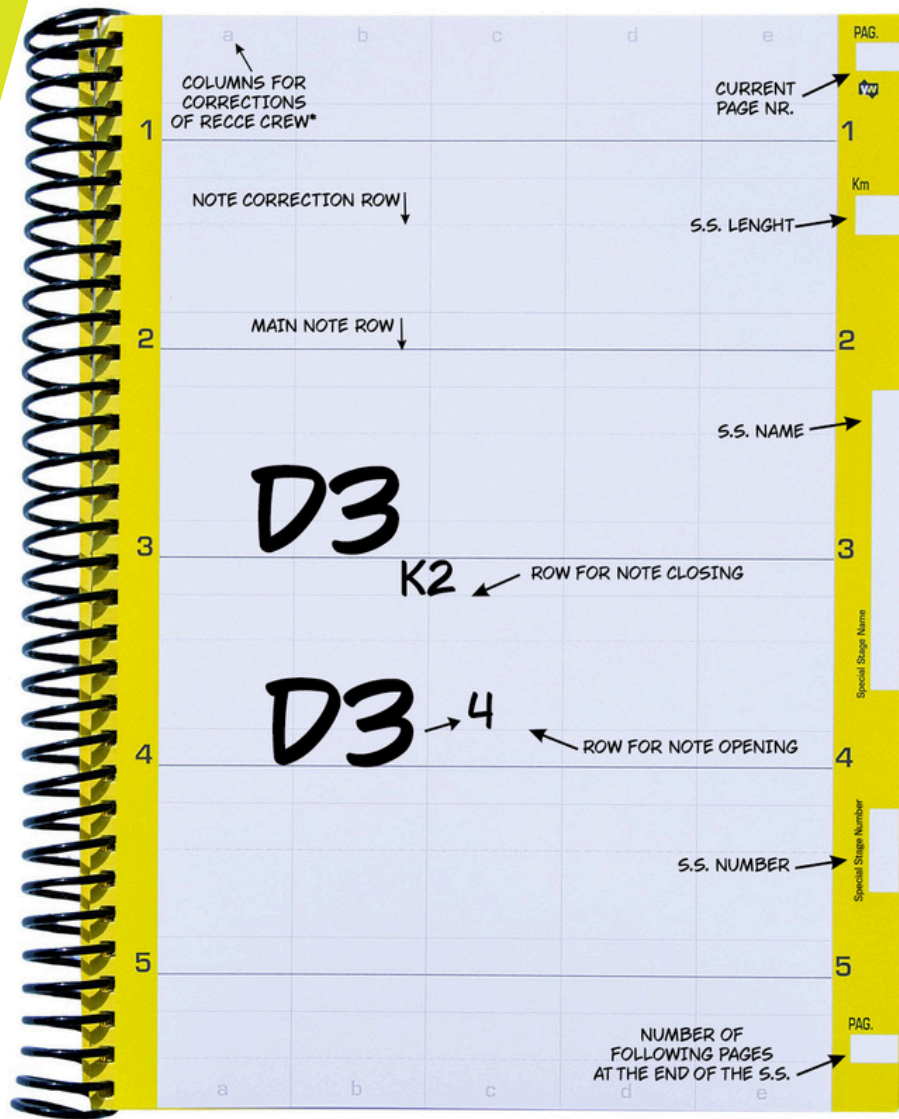 a b c d e
PAG.
COLUMNS FOR
CORRECTIONS
OF RECCE CREW*
CURRENT
PAGE NR.
yw
1 1
Km
NOTE CORRECTION ROW
S.S. LENGHT
MAIN NOTE ROW
2 2
S.S. NAME
D3
3 3
K2
ROW FOR NOTE CLOSING
Special Stage Name
D3 → 4
ROW FOR NOTE OPENING
4 4
Special Stage Number
S.S. NUMBER
5 5
PAG.
NUMBER OF
FOLLOWING PAGES
AT THE END OF THE S.S.
a b c d e